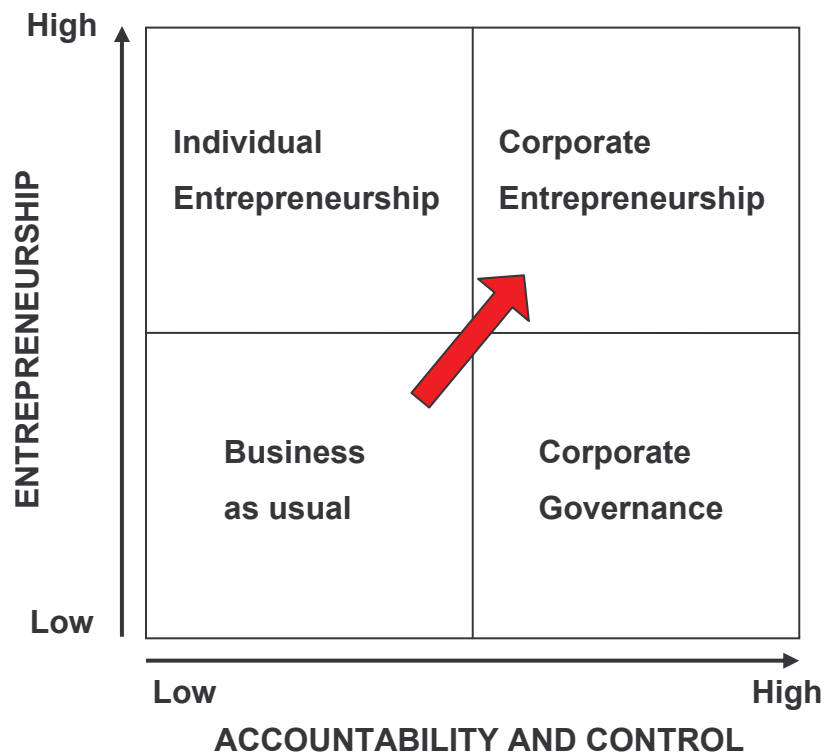 High
ENTREPRENEURSHIP
Individual
Entrepreneurship
Corporate
Entrepreneurship
Business
as usual
Corporate
Governance
Low
Low
High
ACCOUNTABILITY AND CONTROL